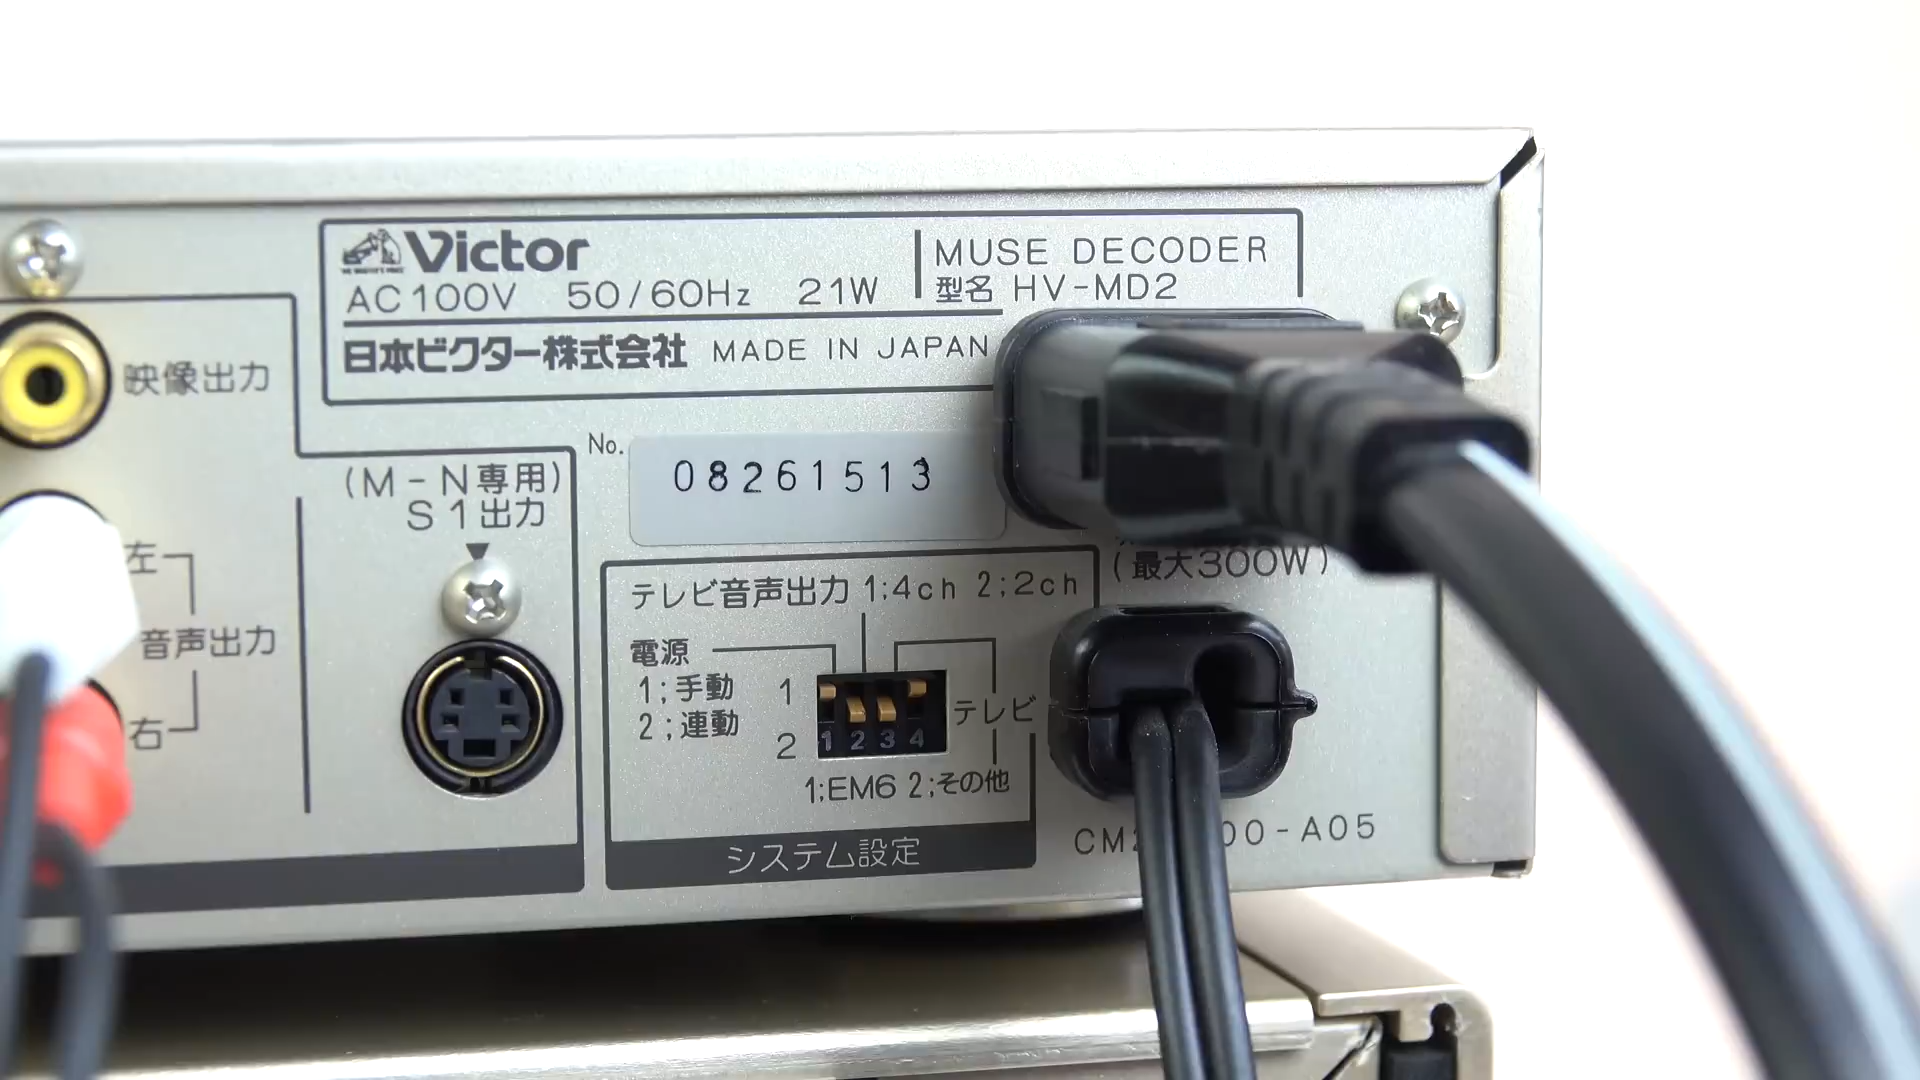 Victor
AC100V 50/60Hz 21W
MUSE DECODER
型名 HV-MD2
日本ビクター株式会社 MADE IN JAPAN
映像出力
No. 08261513
(M-N専用)
S1出力
左
音声出力
右
(最大300W)
テレビ音声出力 1;4ch 2;2ch
電源
1;手動
2;連動
1
2
1 2 3 4
テレビ
1;EM6 2;その他
システム設定
00-A05